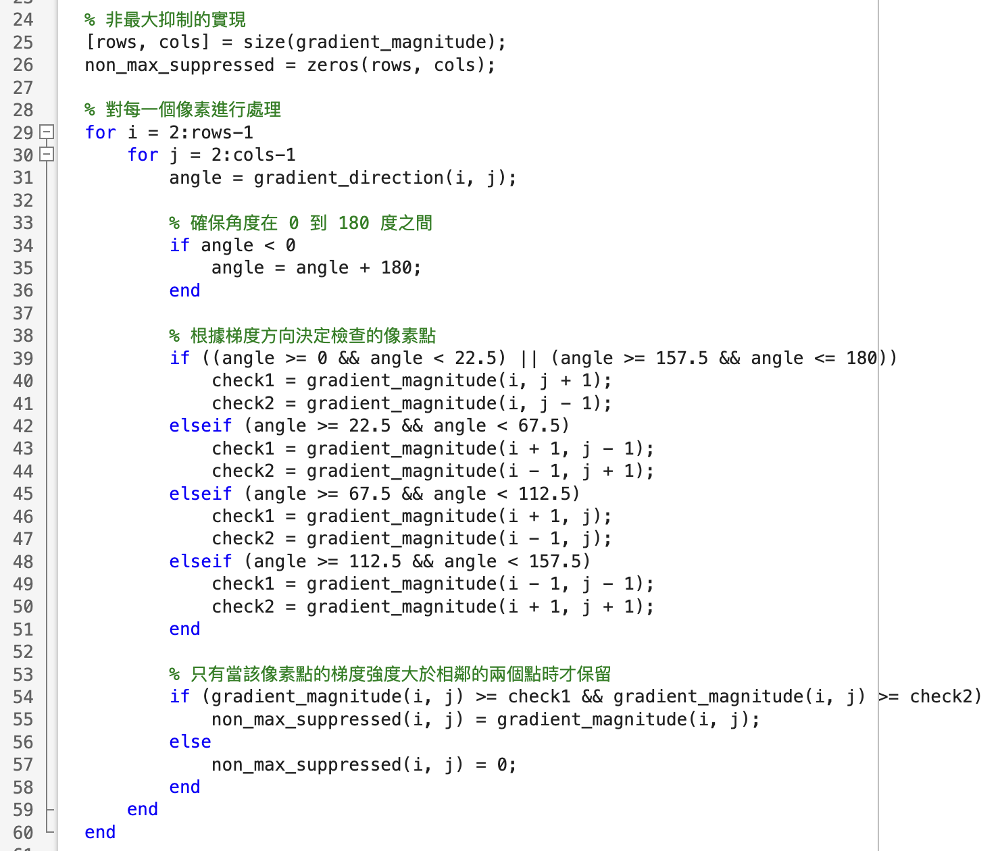 24 % 非最大抑制的實現
25 [rows, cols] = size(gradient_magnitude);
26 non_max_suppressed = zeros(rows, cols);
27
28 % 對每一個像素進行處理
29 for i = 2:rows-1
30 for j = 2:cols-1
31 angle = gradient_direction(i, j);
32
33 % 確保角度在 0 到 180 度之間
34 if angle < 0
35 angle = angle + 180;
36 end
37
38 % 根據梯度方向決定檢查的像素點
39 if ((angle >= 0 && angle < 22.5) || (angle >= 157.5 && angle <= 180))
40 check1 = gradient_magnitude(i, j + 1);
41 check2 = gradient_magnitude(i, j - 1);
42 elseif (angle >= 22.5 && angle < 67.5)
43 check1 = gradient_magnitude(i + 1, j - 1);
44 check2 = gradient_magnitude(i - 1, j + 1);
45 elseif (angle >= 67.5 && angle < 112.5)
46 check1 = gradient_magnitude(i + 1, j);
47 check2 = gradient_magnitude(i - 1, j);
48 elseif (angle >= 112.5 && angle < 157.5)
49 check1 = gradient_magnitude(i - 1, j - 1);
50 check2 = gradient_magnitude(i + 1, j + 1);
51 end
52
53 % 只有當該像素點的梯度強度大於相鄰的兩個點時才保留
54 if (gradient_magnitude(i, j) >= check1 && gradient_magnitude(i, j) >= check2)
55 non_max_suppressed(i, j) = gradient_magnitude(i, j);
56 else
57 non_max_suppressed(i, j) = 0;
58 end
59 end
60 end